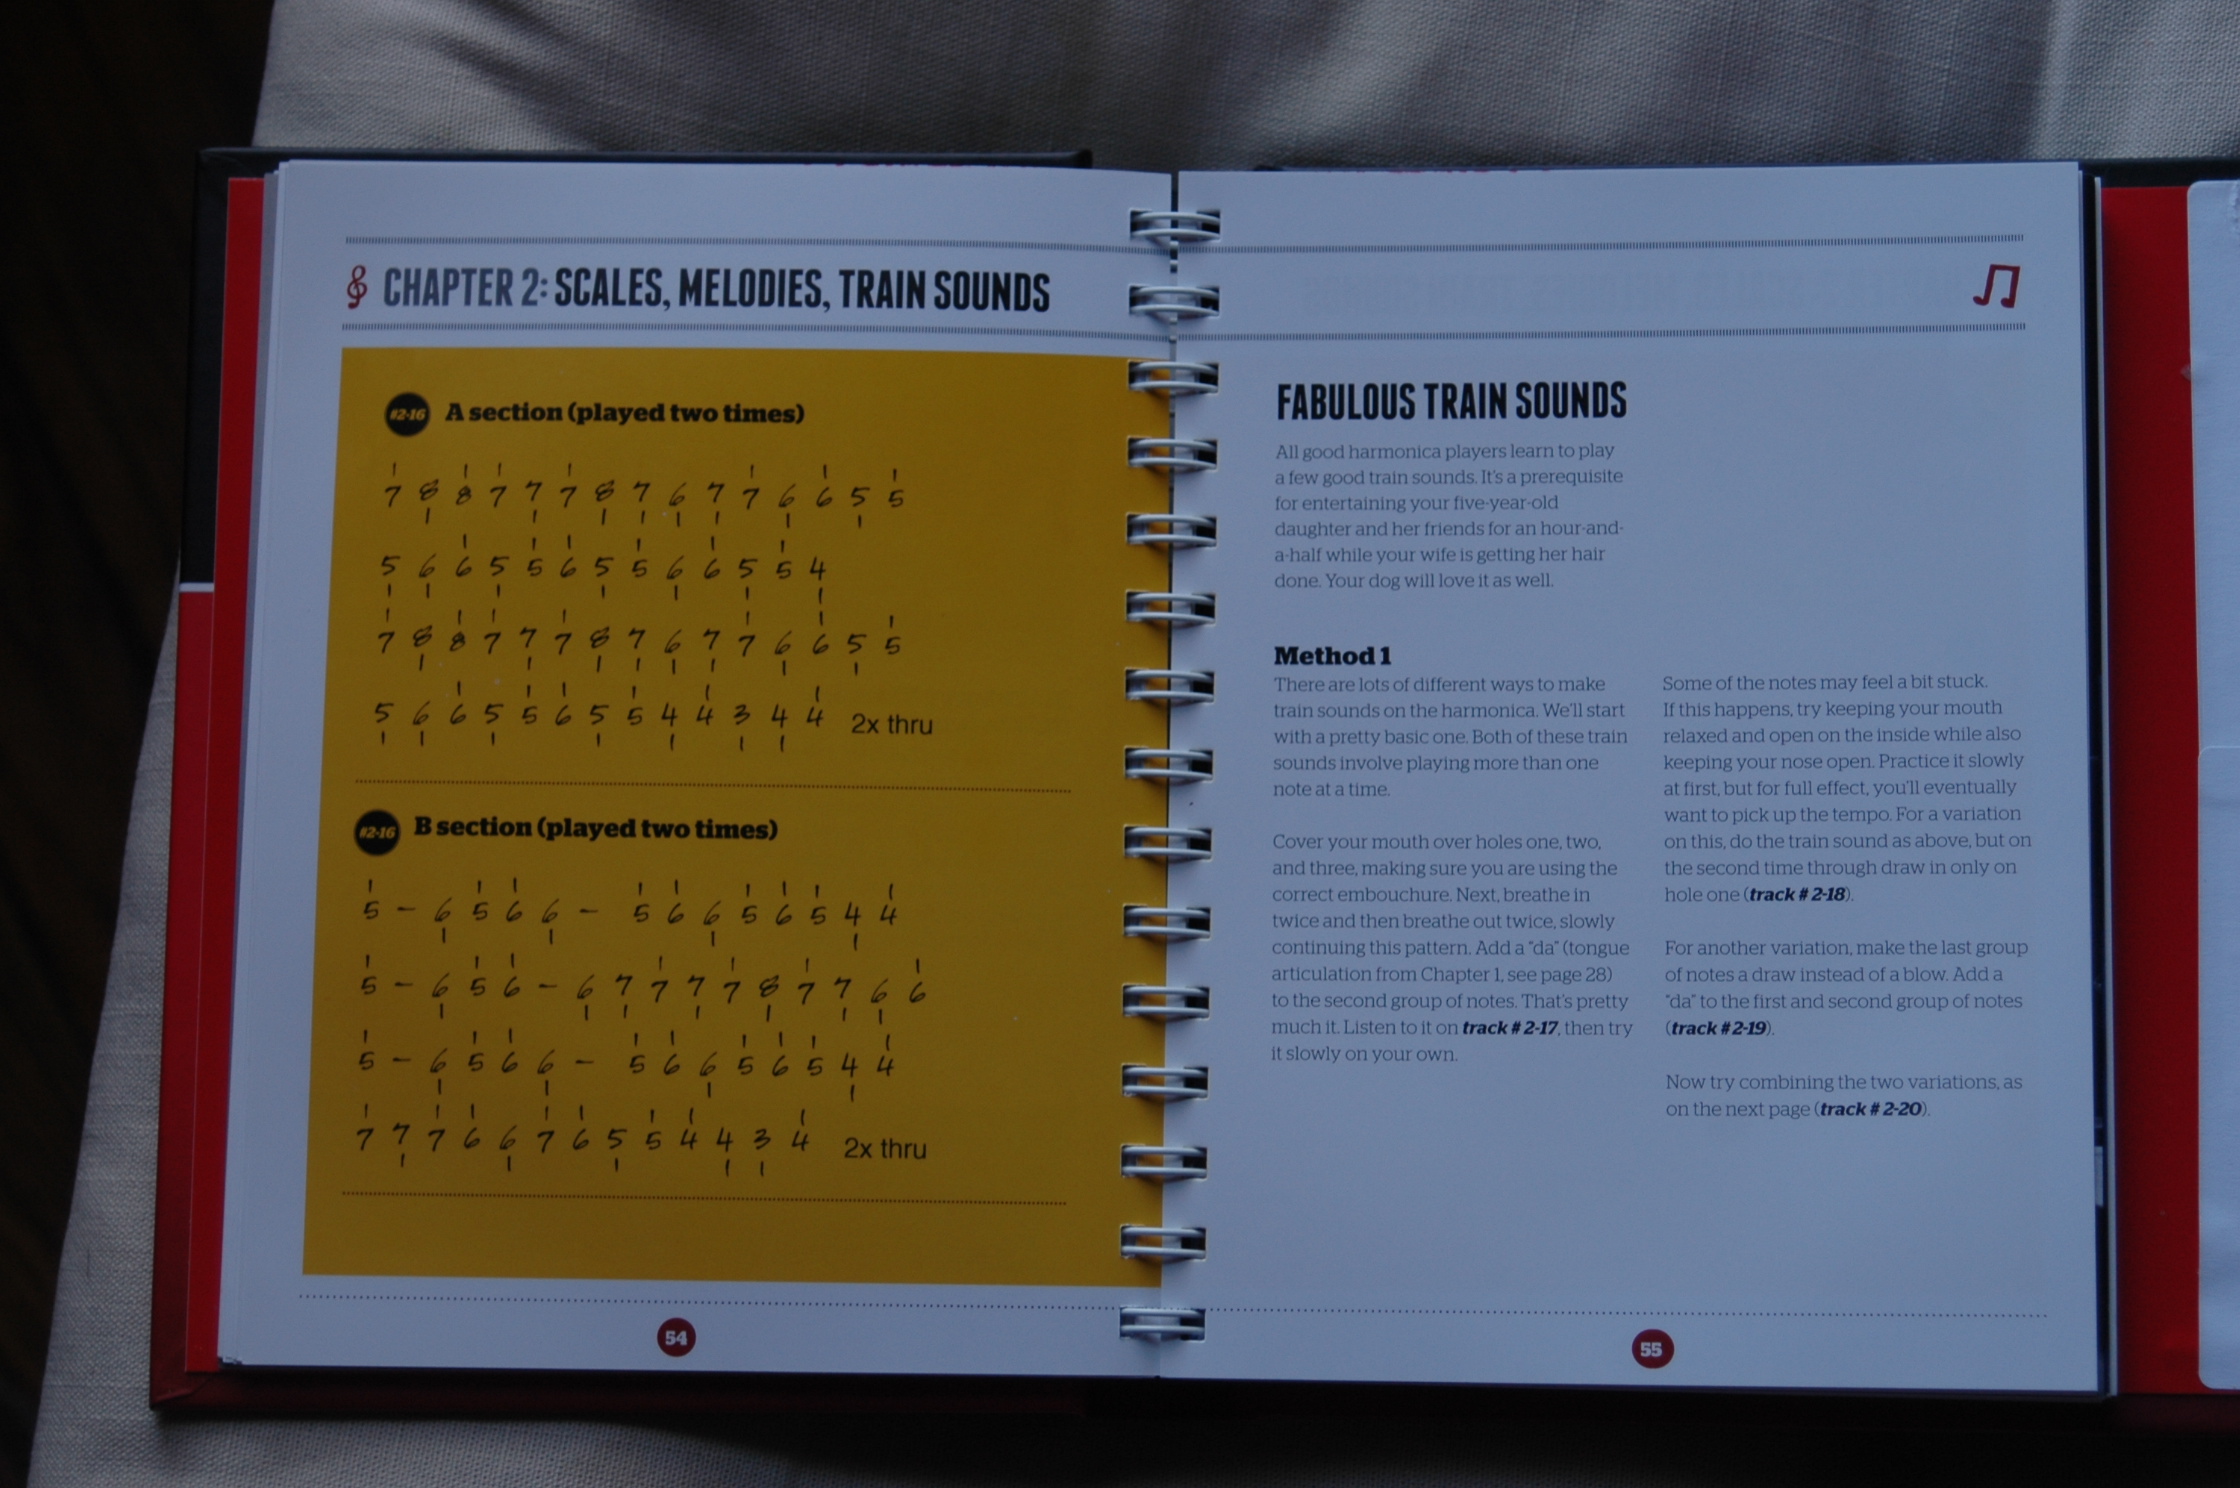 CHAPTER 2: SCALES, MELODIES, TRAIN SOUNDS
#2-16 A section (played two times)
7 8 8 7 7 7 8 7 6 7 7 6 6 5 5
5 6 6 5 5 6 5 5 6 6 5 5 4
7 8 8 7 7 7 8 7 6 7 7 6 6 5 5
5 6 6 5 5 6 5 5 4 4 3 4 4 2x thru
#2-16 B section (played two times)
5 - 6 5 6 6 - 5 6 6 5 6 5 4 4
5 - 6 5 6 - 6 7 7 7 7 8 7 7 6 6
5 - 6 5 6 6 - 5 6 6 5 6 5 4 4
7 7 7 6 6 7 6 5 5 4 4 3 4 2x thru
54
FABULOUS TRAIN SOUNDS
All good harmonica players learn to play
a few good train sounds. It's a prerequisite
for entertaining your five-year-old
daughter and her friends for an hour-and-
a-half while your wife is getting her hair
done. Your dog will love it as well.
Method 1
There are lots of different ways to make
train sounds on the harmonica. We'll start
with a pretty basic one. Both of these train
sounds involve playing more than one
note at a time.
Cover your mouth over holes one, two,
and three, making sure you are using the
correct embouchure. Next, breathe in
twice and then breathe out twice, slowly
continuing this pattern. Add a "da" (tongue
articulation from Chapter 1, see page 28)
to the second group of notes. That's pretty
much it. Listen to it on track # 2-17, then try
it slowly on your own.
Some of the notes may feel a bit stuck.
If this happens, try keeping your mouth
relaxed and open on the inside while also
keeping your nose open. Practice it slowly
at first, but for full effect, you'll eventually
want to pick up the tempo. For a variation
on this, do the train sound as above, but on
the second time through draw in only on
hole one (track # 2-18).
For another variation, make the last group
of notes a draw instead of a blow. Add a
"da" to the first and second group of notes
(track # 2-19).
Now try combining the two variations, as
on the next page (track # 2-20).
55